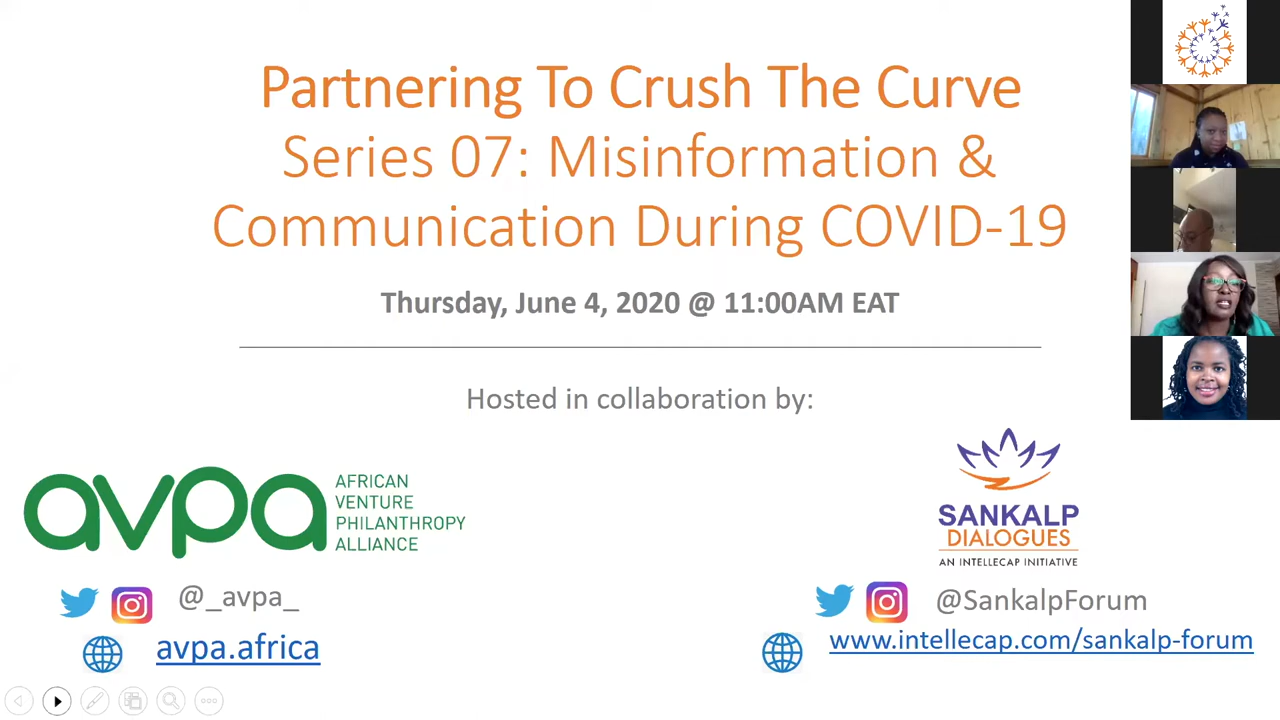 Partnering To Crush The Curve
Series 07: Misinformation &
Communication During COVID-19
Thursday, June 4, 2020 @ 11:00AM EAT
Hosted in collaboration by:
avpa
AFRICAN
VENTURE
PHILANTHROPY
ALLIANCE
@_avpa_
avpa.africa
SANKALP
DIALOGUES
AN INTELLECAP INITIATIVE
@SankalpForum
www.intellecap.com/sankalp-forum